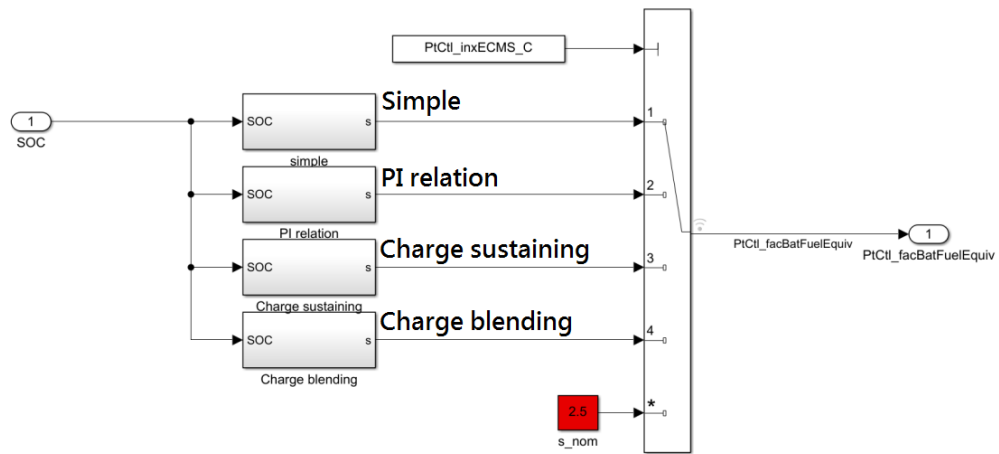 PtCtl_inxECMS_C
1
SOC
SOC
s
simple
Simple
1
SOC
s
PI relation
PI relation
2
SOC
s
Charge sustaining
Charge sustaining
3
SOC
s
Charge blending
Charge blending
4
2.5
s_nom
*
PtCtl_facBatFuelEquiv
1
PtCtl_facBatFuelEquiv